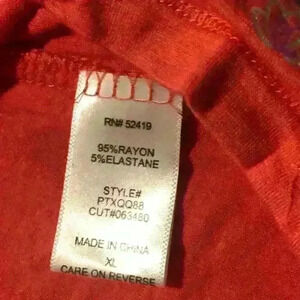 RN# 52419
95%RAYON
5%ELASTANE
STYLE#
PTXQQ88
CUT#063480
MADE IN CHINA
XL
CARE ON REVERSE